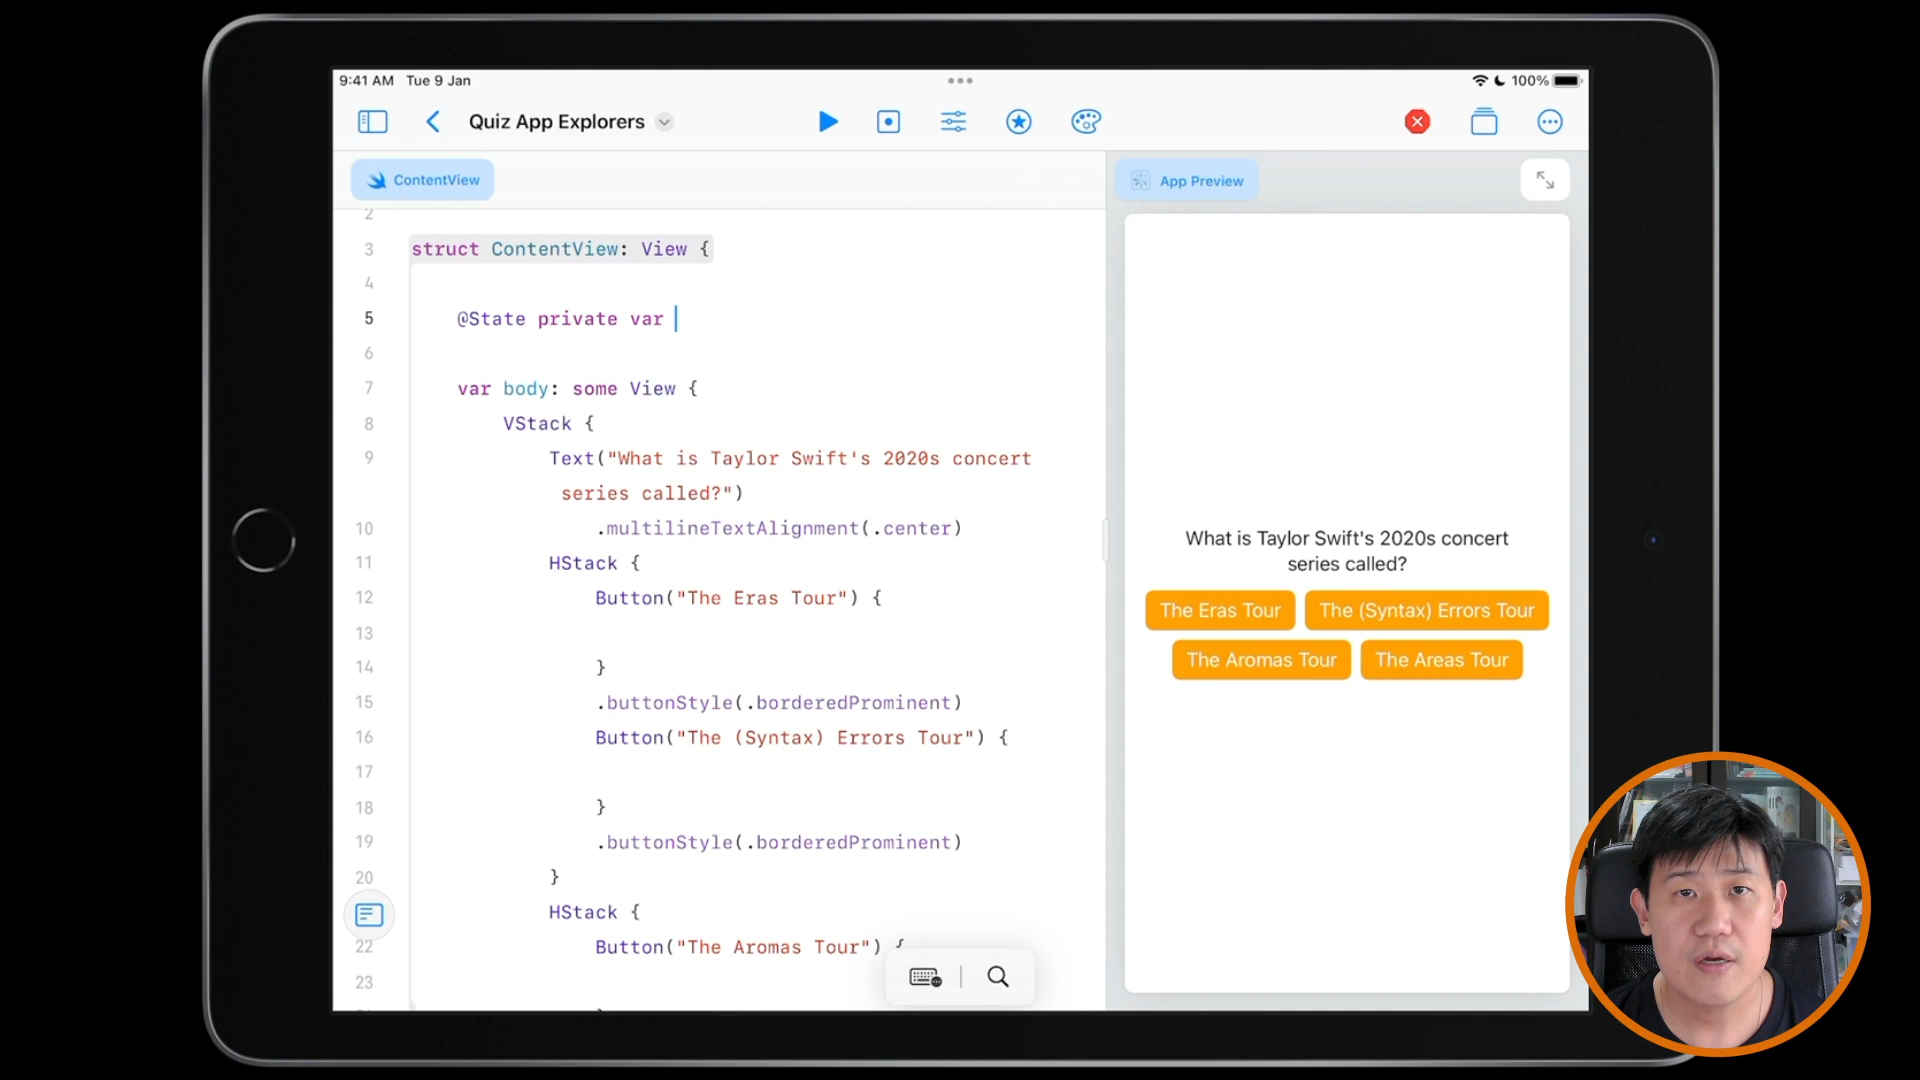 9:41 AM Tue 9 Jan
100%
Quiz App Explorers
ContentView
App Preview
2
3 struct ContentView: View {
4
5 @State private var
6
7 var body: some View {
8 VStack {
9 Text("What is Taylor Swift's 2020s concert
series called?")
10 .multilineTextAlignment(.center)
11 HStack {
12 Button("The Eras Tour") {
13
14 }
15 .buttonStyle(.borderedProminent)
16 Button("The (Syntax) Errors Tour") {
17
18 }
19 .buttonStyle(.borderedProminent)
20 }
HStack {
22 Button("The Aromas Tour") {
23
What is Taylor Swift's 2020s concert
series called?
The Eras Tour
The (Syntax) Errors Tour
The Aromas Tour
The Areas Tour